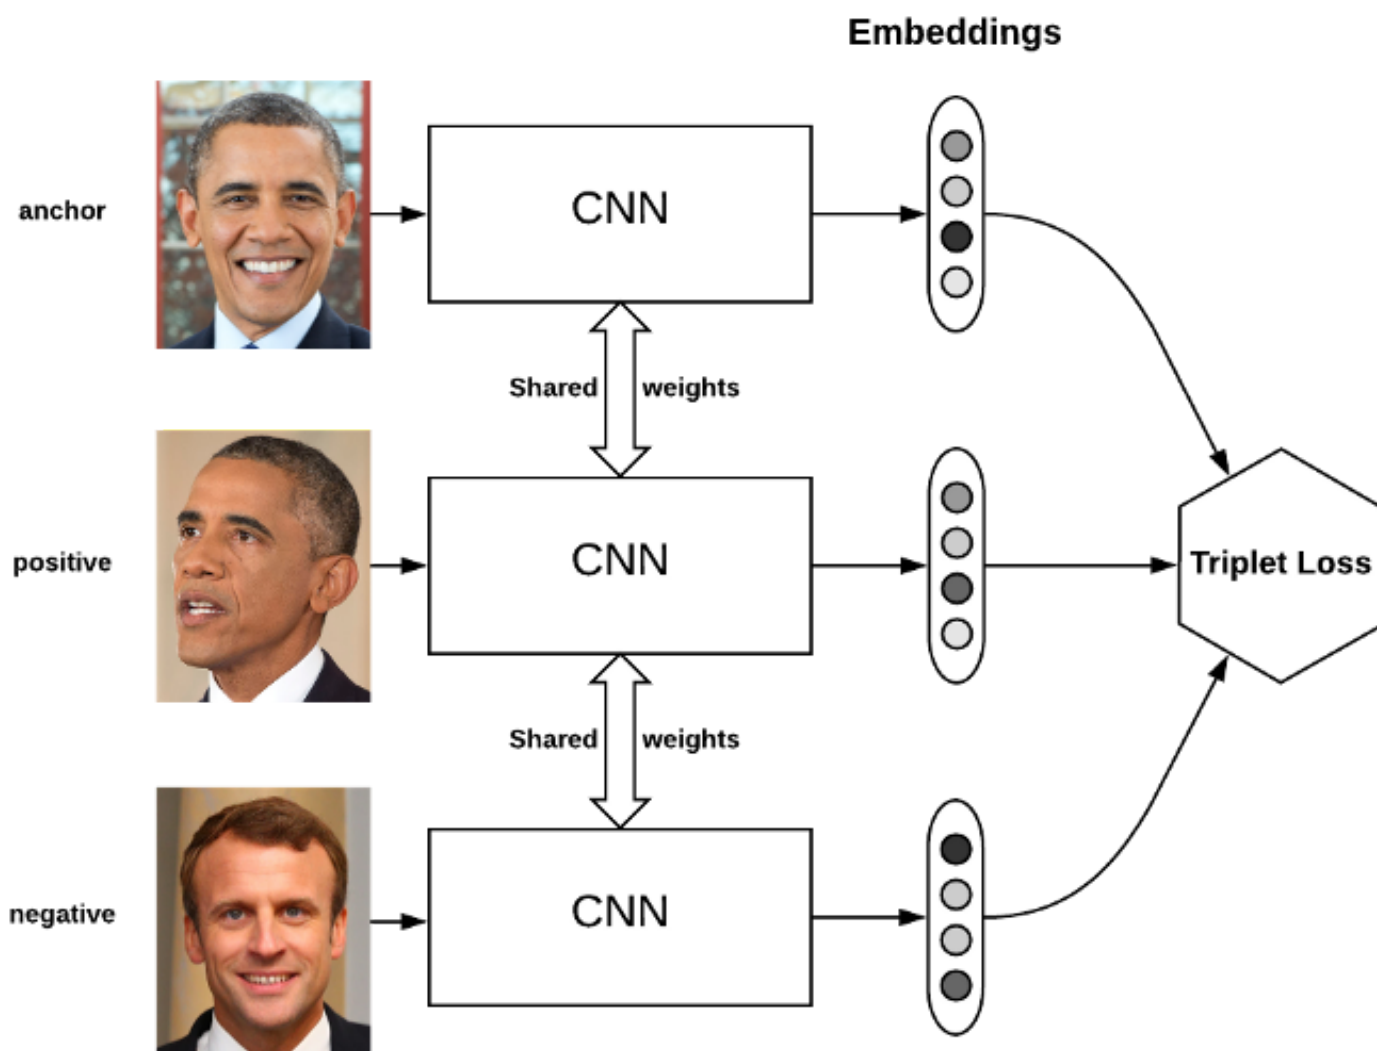 Embeddings
anchor
CNN
Shared weights
positive
CNN
Triplet Loss
Shared weights
negative
CNN